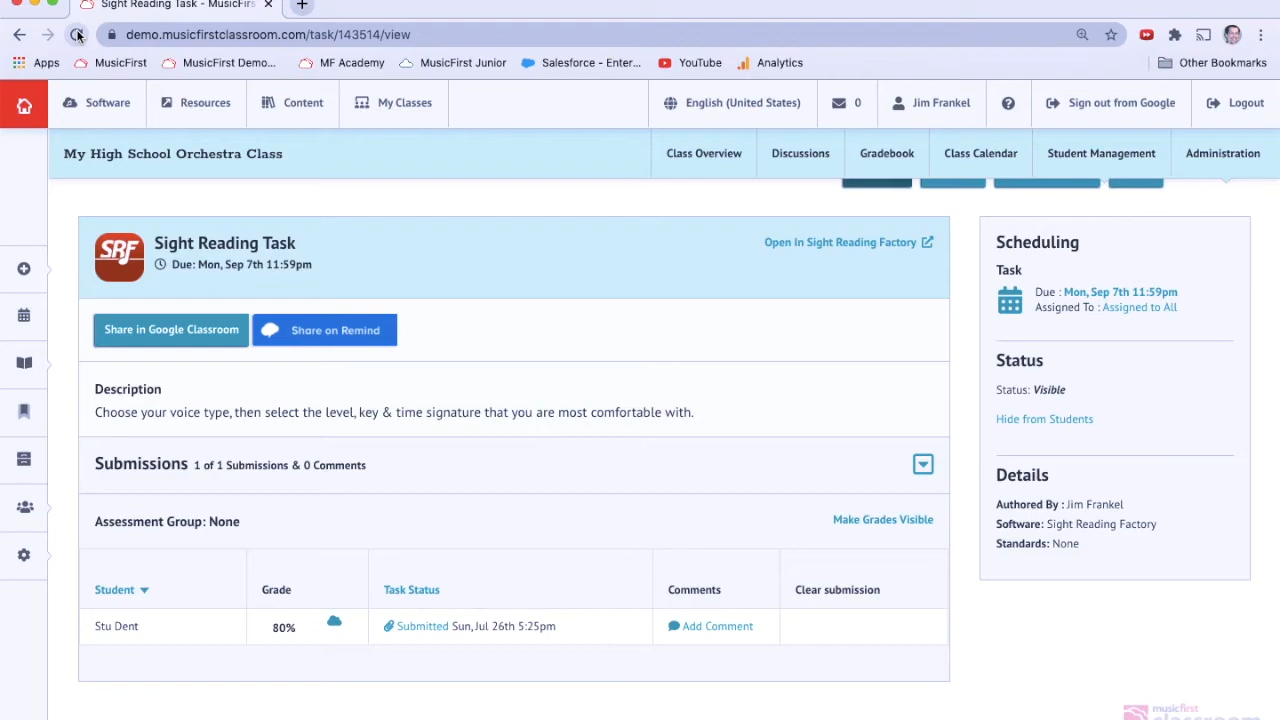 Sight Reading Task - MusicFirs
demo.musicfirstclassroom.com/task/143514/view
Apps MusicFirst MusicFirst Demo... MF Academy MusicFirst Junior Salesforce - Enter... YouTube Analytics Other Bookmarks
Software Resources Content My Classes English (United States) 0 Jim Frankel Sign out from Google Logout
My High School Orchestra Class Class Overview Discussions Gradebook Class Calendar Student Management Administration
SRF
Sight Reading Task
Due: Mon, Sep 7th 11:59pm
Open In Sight Reading Factory
Share in Google Classroom Share on Remind
Description
Choose your voice type, then select the level, key & time signature that you are most comfortable with.
Submissions 1 of 1 Submissions & 0 Comments
Assessment Group: None Make Grades Visible
Student Grade Task Status Comments Clear submission
Stu Dent 80% Submitted Sun, Jul 26th 5:25pm Add Comment
Scheduling
Task
Due : Mon, Sep 7th 11:59pm
Assigned To : Assigned to All
Status
Status: Visible
Hide from Students
Details
Authored By : Jim Frankel
Software: Sight Reading Factory
Standards: None
musicfirst
classroom